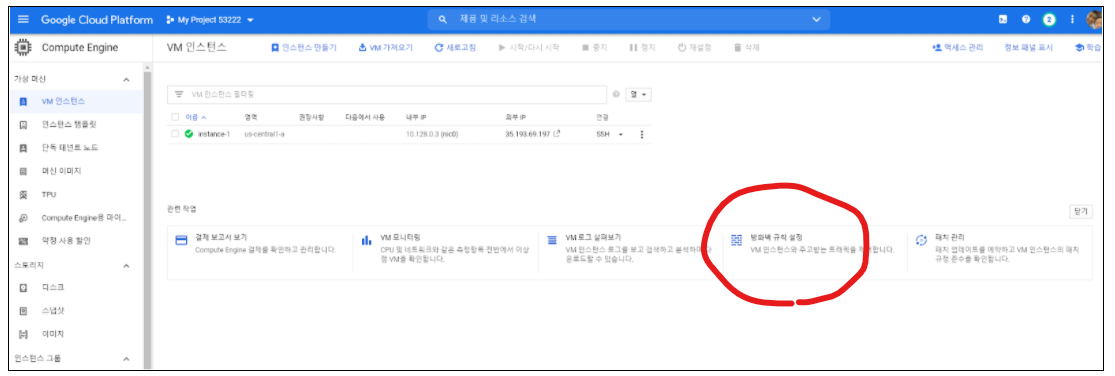 Google Cloud Platform
My Project 53222
제품 및 리소스 검색
2
Compute Engine
VM 인스턴스
인스턴스 만들기
VM 가져오기
새로고침
시작/다시 시작
중지
정지
재설정
삭제
액세스 관리
정보 패널 표시
학습
가상 머신
VM 인스턴스
인스턴스 템플릿
단독 테넌트 노드
머신 이미지
TPU
Compute Engine용 마이...
약정 사용 할인
스토리지
디스크
스냅샷
이미지
인스턴스 그룹
VM 인스턴스 필터링
열
이름
영역
권장사항
다음에서 사용
내부 IP
외부 IP
연결
instance-1
us-central1-a
10.128.0.3 (nic0)
35.193.69.197
SSH
관련 작업
닫기
결제 보고서 보기
Compute Engine 결제를 확인하고 관리합니다.
VM 모니터링
CPU 및 네트워크와 같은 측정항목 전반에서 이상
점 VM을 확인합니다.
VM 로그 살펴보기
VM 인스턴스 로그를 보고 검색하고 분석하며 다
운로드할 수 있습니다.
방화벽 규칙 설정
VM 인스턴스와 주고받는 트래픽을 제어합니다.
패치 관리
패치 업데이트를 예약하고 VM 인스턴스의 패치
규정 준수를 확인합니다.